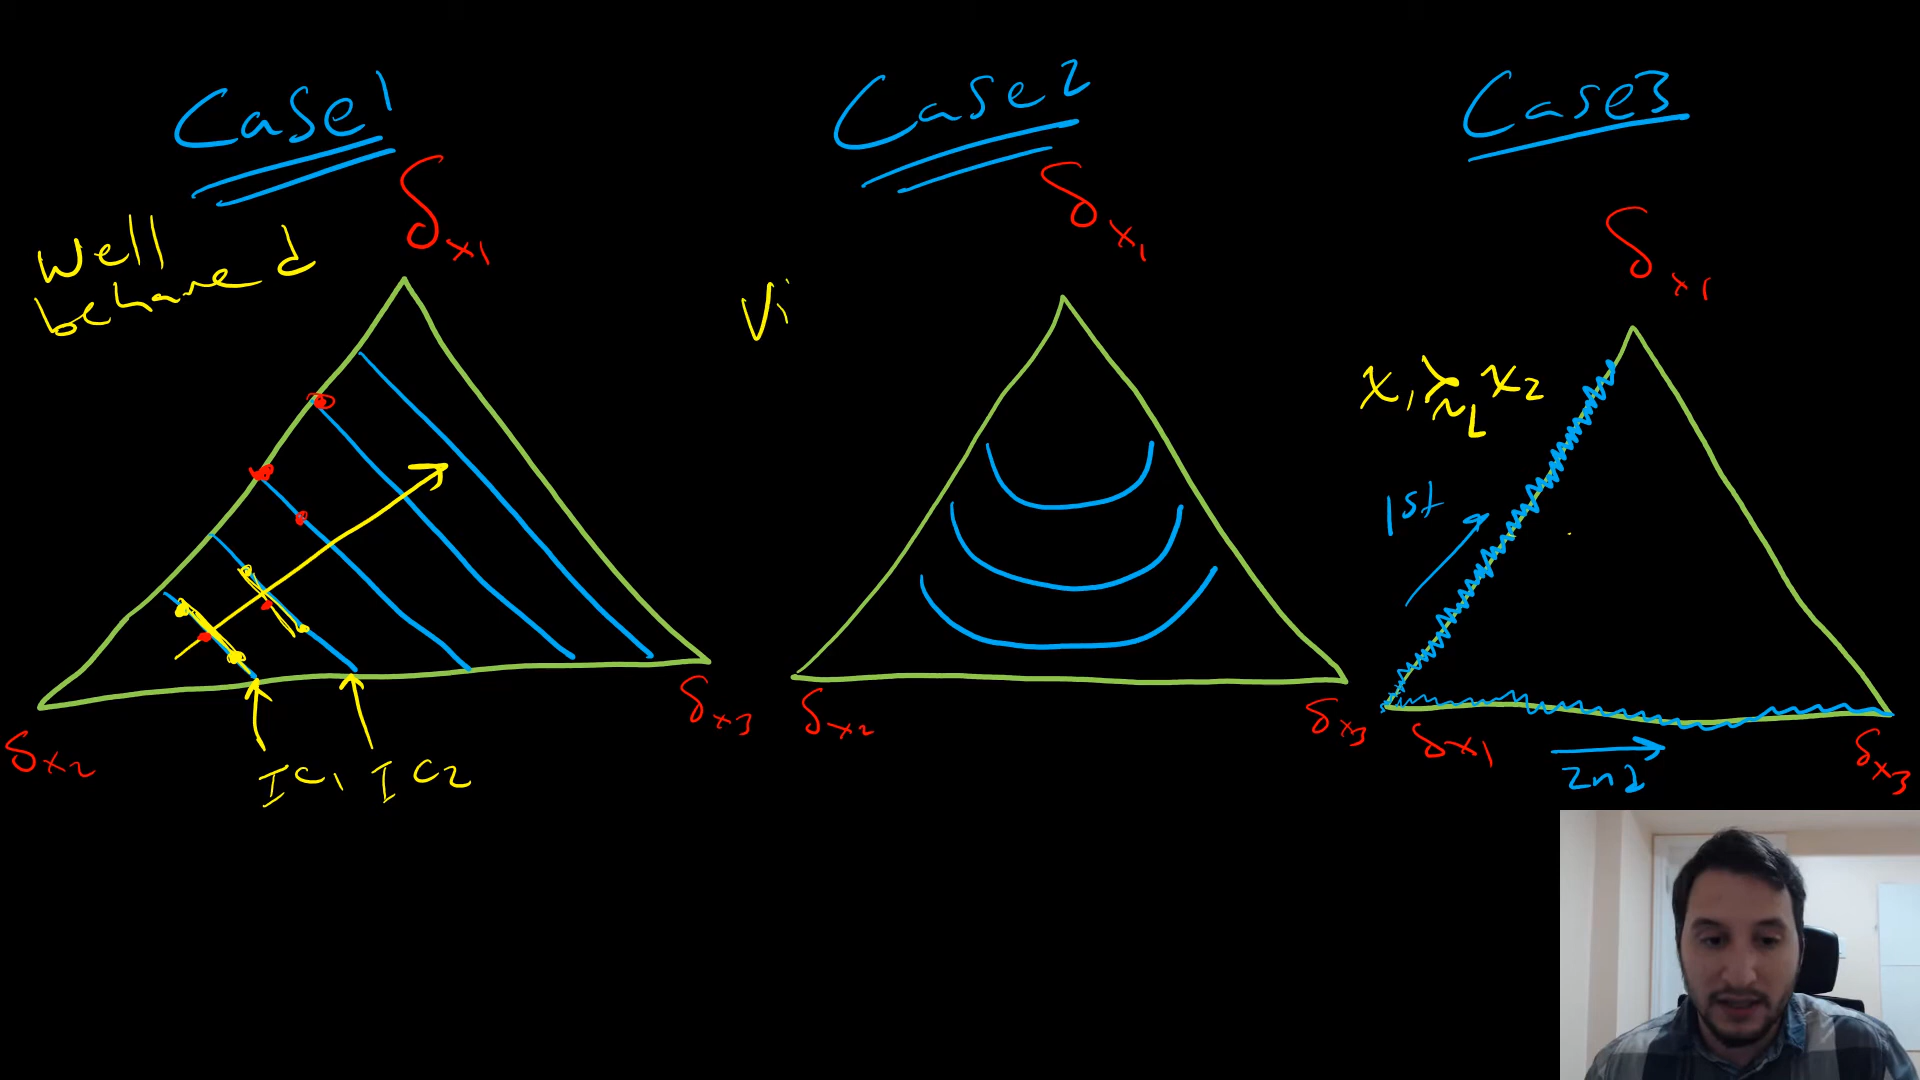 Case1
Case2
Case3
δx1
δx1
δx1
Well
behaved
Vi
x1 ≿L x2
1st
δx2
δx3
δx2
δx3
δx1
δx3
2nd
IC1 IC2